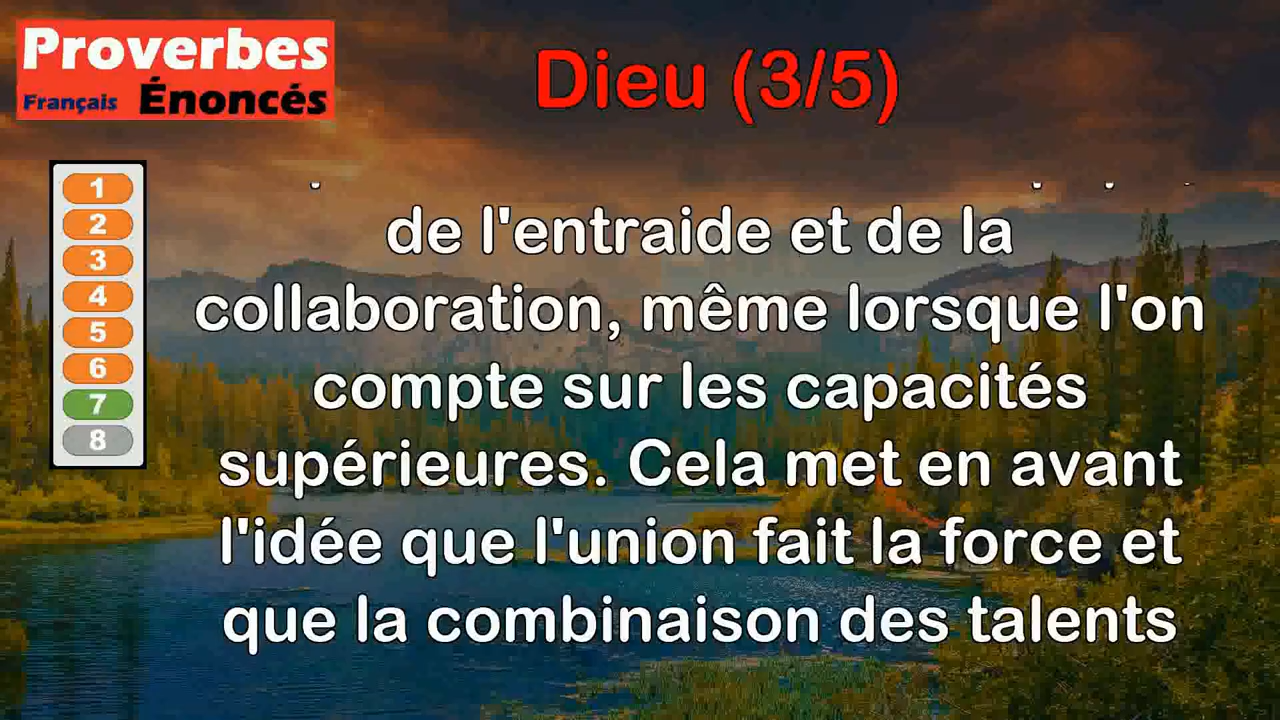 Proverbes
Français Énoncés
Dieu (3/5)
1
2
3
4
5
6
7
8
de l'entraide et de la
collaboration, même lorsque l'on
compte sur les capacités
supérieures. Cela met en avant
l'idée que l'union fait la force et
que la combinaison des talents